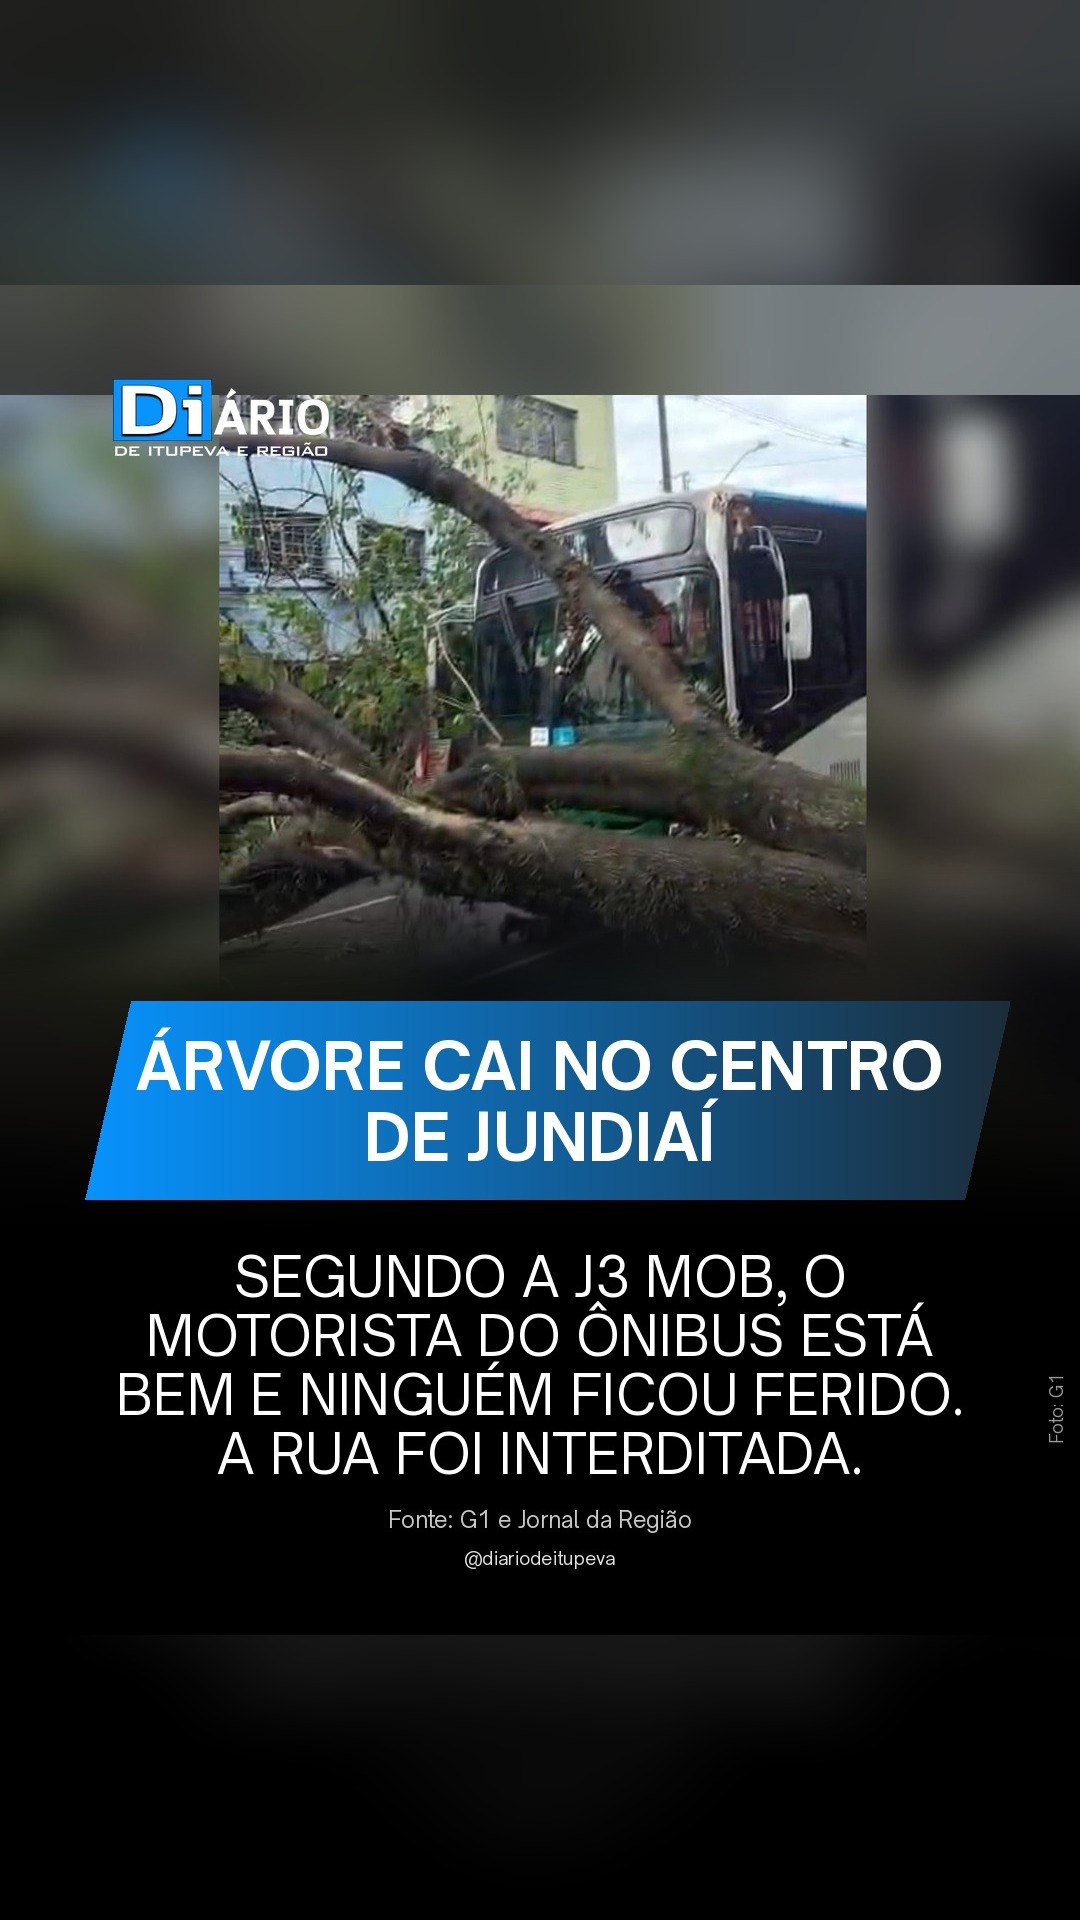 DiÁRIO
DE ITUPEVA E REGIÃO
ÁRVORE CAI NO CENTRO
DE JUNDIAÍ
SEGUNDO A J3 MOB, O
MOTORISTA DO ÔNIBUS ESTÁ
BEM E NINGUÉM FICOU FERIDO.
A RUA FOI INTERDITADA.
Foto: G1
Fonte: G1 e Jornal da Região
@diariodeitupeva